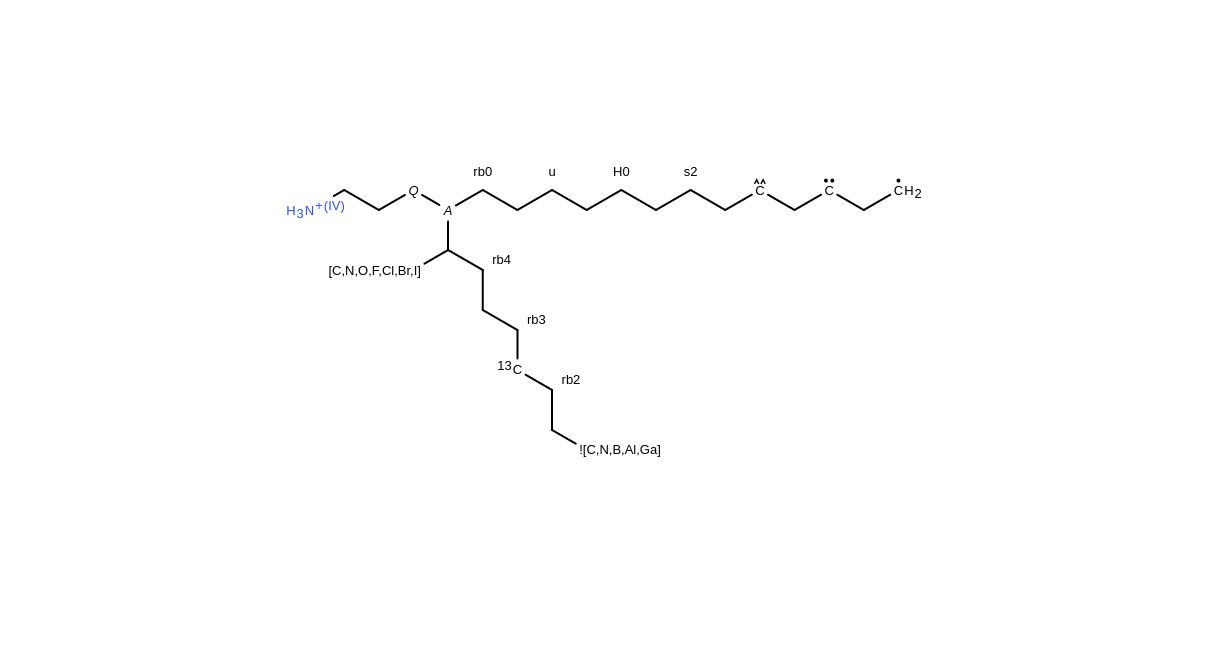 rb0 u H0 s2
H3N+(IV) Q A C C CH2
rb4
[C,N,O,F,Cl,Br,I]
rb3
13C
rb2
![C,N,B,Al,Ga]